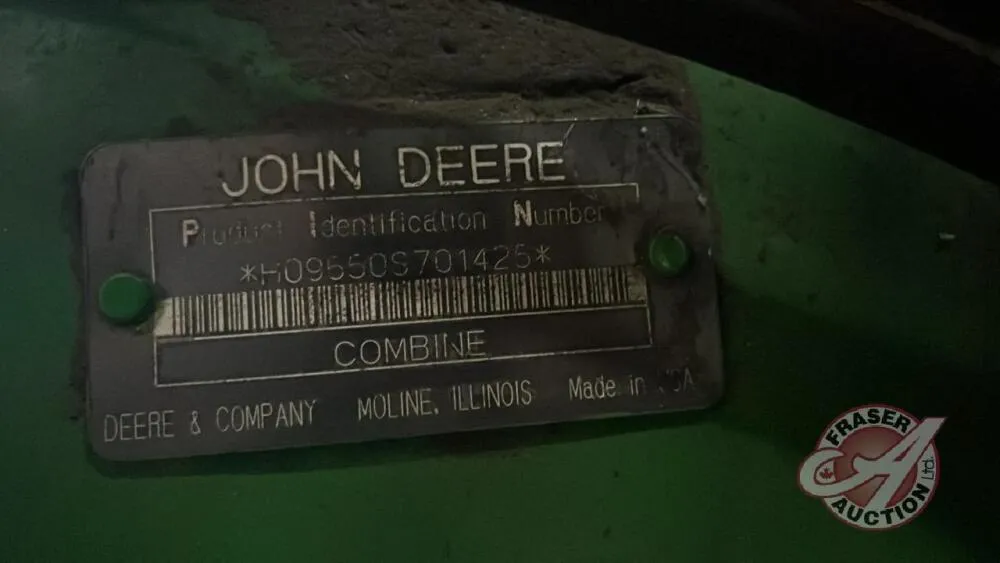 JOHN DEERE
Product Identification Number
*H09550S701425*
COMBINE
DEERE & COMPANY MOLINE, ILLINOIS Made in USA
FRASER
AUCTION Ltd.